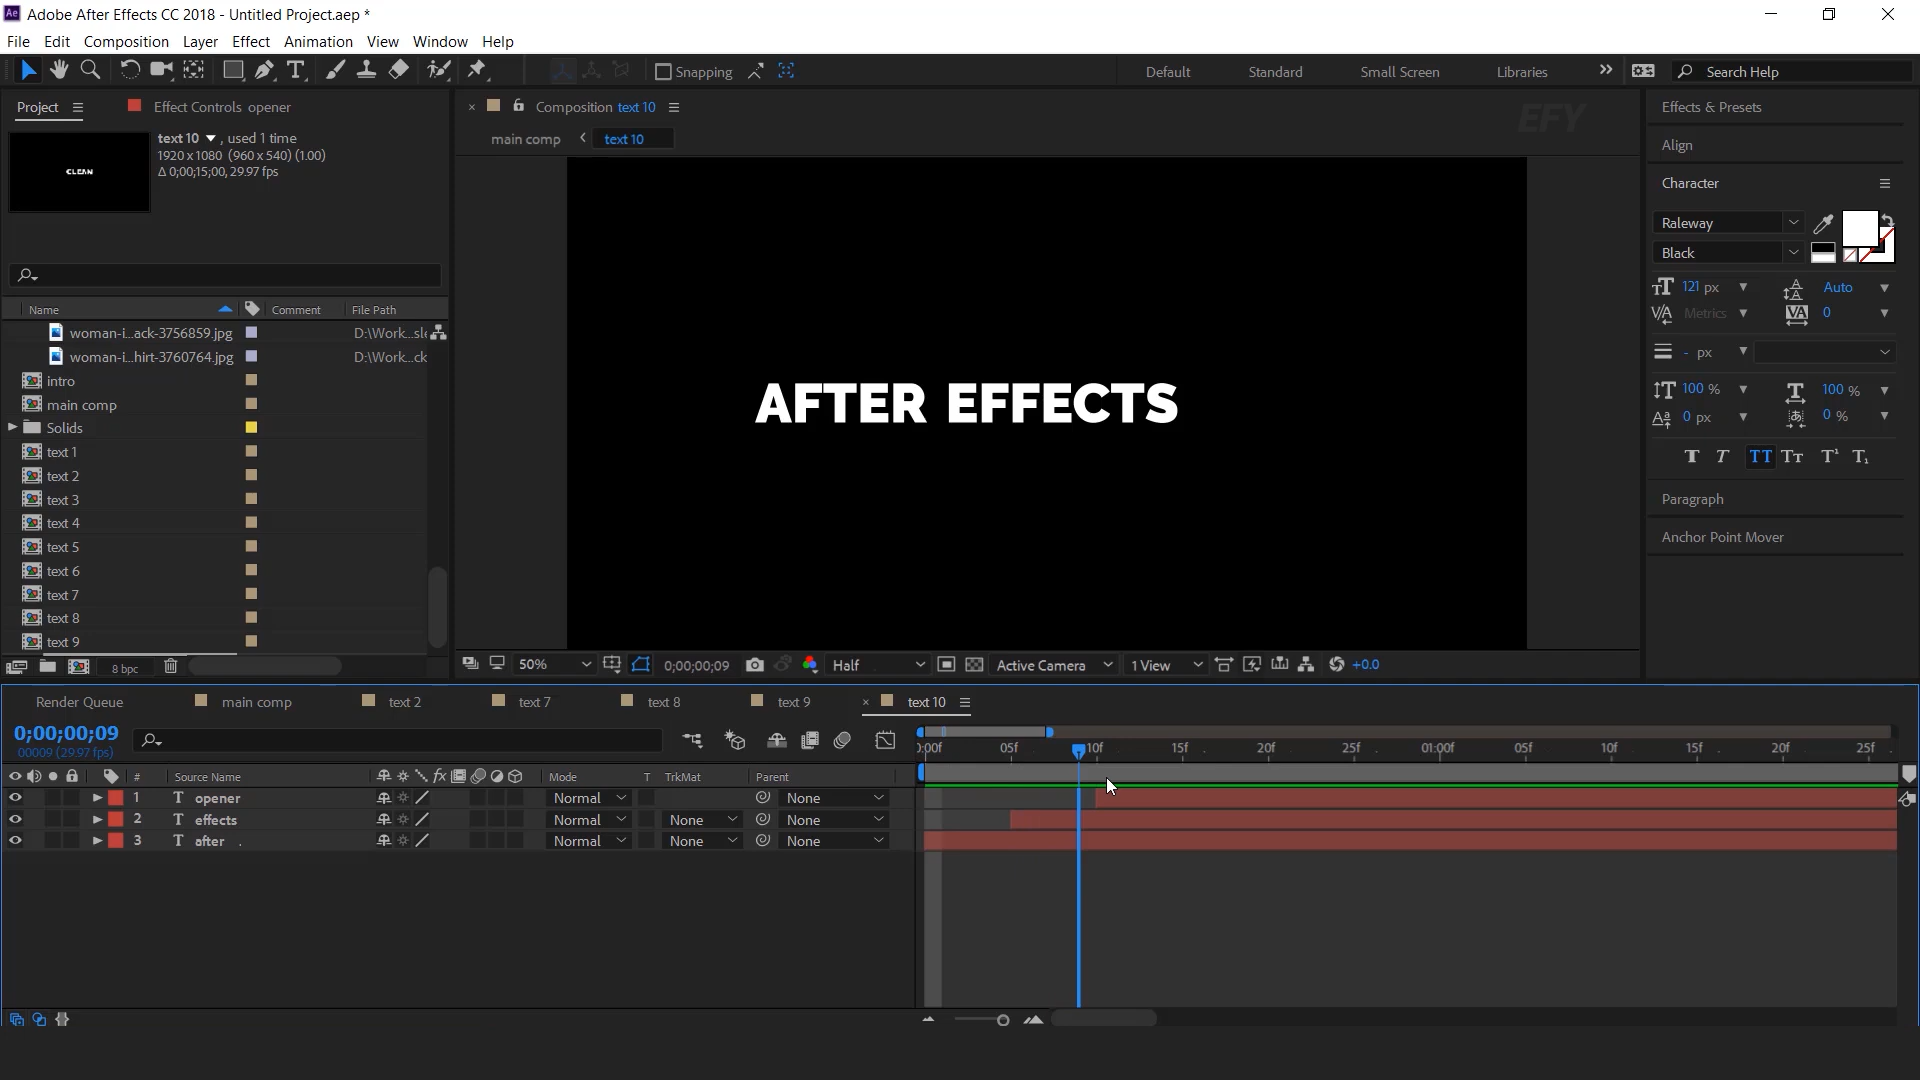 Adobe After Effects CC 2018 - Untitled Project.aep *
File Edit Composition Layer Effect Animation View Window Help
Snapping Default Standard Small Screen Libraries Search Help
Project Effect Controls opener
text 10 , used 1 time
1920 x 1080 (960 x 540) (1.00)
Δ 0;00;15;00, 29.97 fps
CLEAN
Name Comment File Path
woman-i...ack-3756859.jpg D:\Work...sl
woman-i...hirt-3760764.jpg D:\Work...ck
intro
main comp
Solids
text 1
text 2
text 3
text 4
text 5
text 6
text 7
text 8
text 9
8 bpc
Composition text 10
main comp text 10
EFY
AFTER EFFECTS
50% 0;00;00;09 Half Active Camera 1 View +0.0
Effects & Presets
Align
Character
Raleway
Black
121 px Auto
Metrics 0
- px
100 % 100 %
0 px 0 %
Paragraph
Anchor Point Mover
Render Queue main comp text 2 text 7 text 8 text 9 text 10
0;00;00;09
00009 (29.97 fps)
0:00f 05f 10f 15f 20f 25f 01:00f 05f 10f 15f 20f 25f
# Source Name Mode T TrkMat Parent
1 T opener Normal None
2 T effects Normal None None
3 T after Normal None None